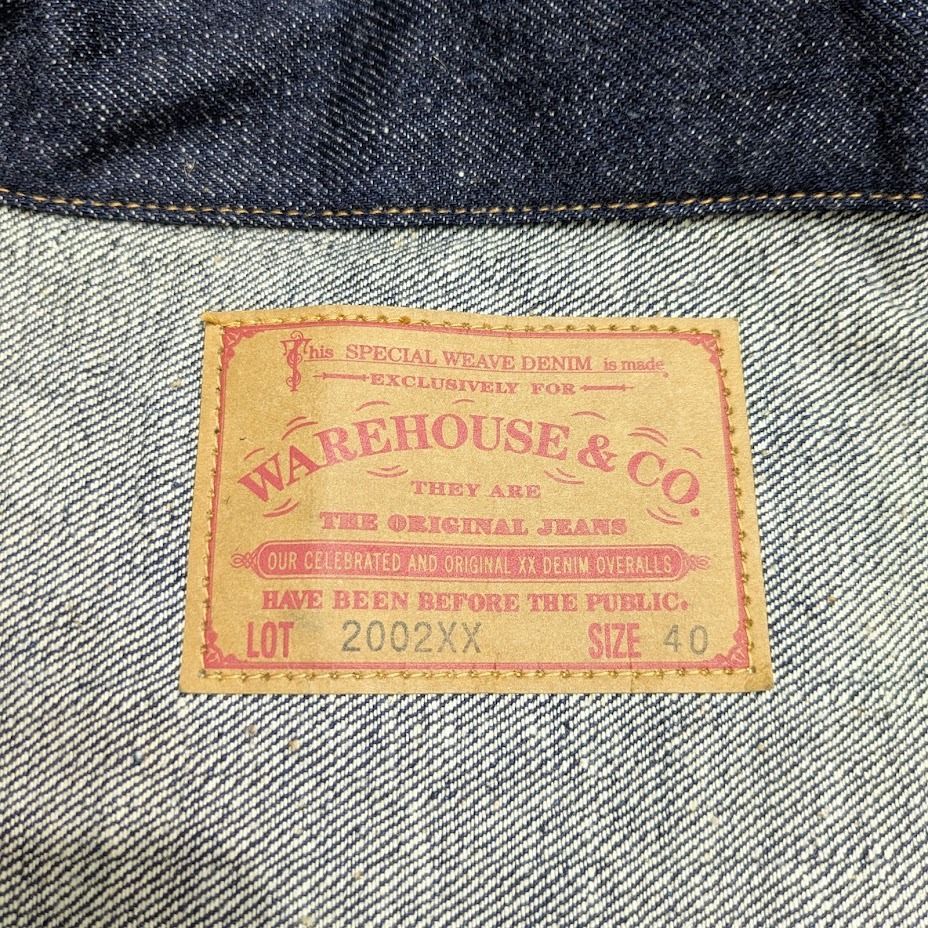 This SPECIAL WEAVE DENIM is made
EXCLUSIVELY FOR
WAREHOUSE & CO.
THEY ARE
THE ORIGINAL JEANS
OUR CELEBRATED AND ORIGINAL XX DENIM OVERALLS
HAVE BEEN BEFORE THE PUBLIC.
LOT 2002XX SIZE 40